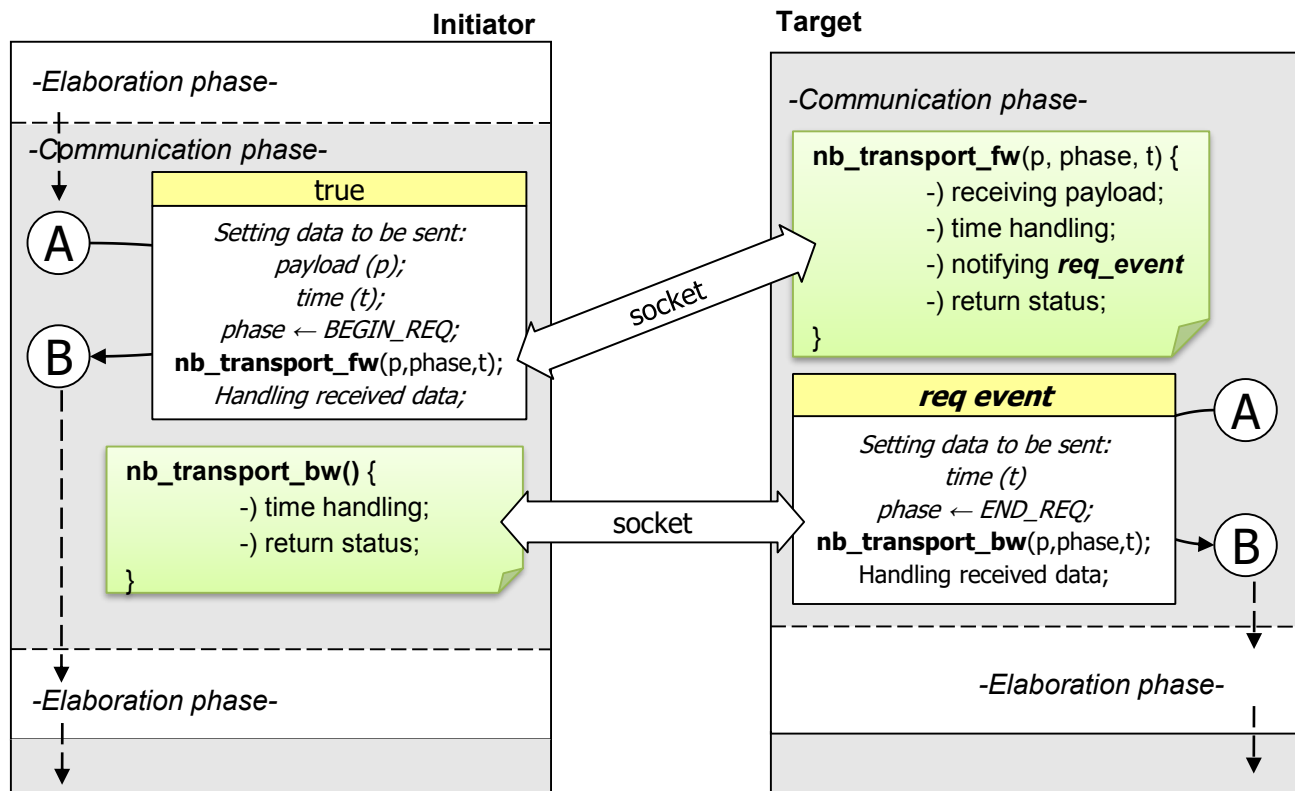 Initiator
-Elaboration phase-
-Communication phase-
true
A
Setting data to be sent:
payload (p);
time (t);
phase ← BEGIN_REQ;
B
nb_transport_fw(p,phase,t);
Handling received data;
nb_transport_bw() {
-) time handling;
-) return status;
}
-Elaboration phase-
socket
socket
Target
-Communication phase-
nb_transport_fw(p, phase, t) {
-) receiving payload;
-) time handling;
-) notifying req_event
-) return status;
}
req event
A
Setting data to be sent:
time (t)
phase ← END_REQ;
nb_transport_bw(p,phase,t);
B
Handling received data;
-Elaboration phase-